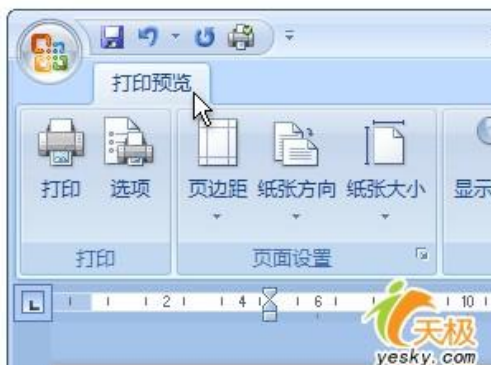 打印预览
打印 选项 页边距 纸张方向 纸张大小 显示
打印 页面设置
L 2 4 6 10
天极
yesky.com